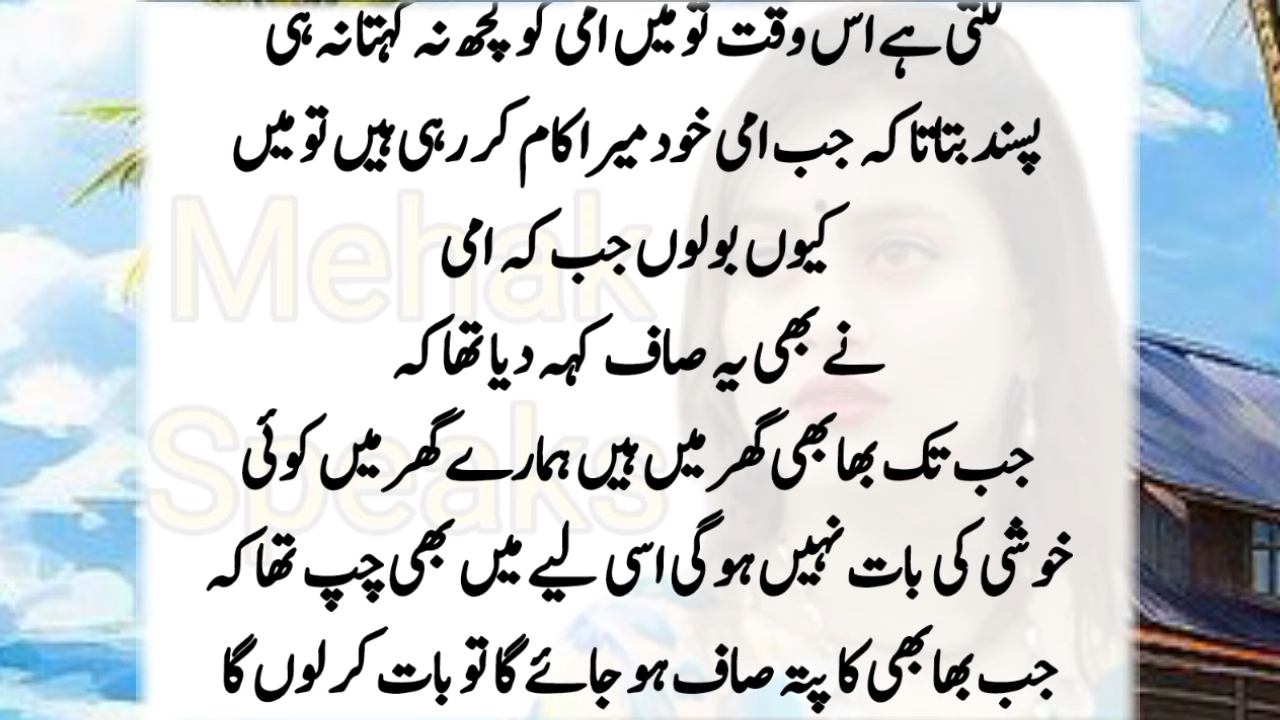 لگتی ہے اس وقت تو میں امی کو کچھ نہ کہتا نہ ہی
پسند بتاتا کہ جب امی خود میرا کام کر رہی ہیں تو میں
کیوں بولوں جب کہ امی
نے بھی یہ صاف کہہ دیا تھا کہ
جب تک بھابھی گھر میں ہیں ہمارے گھر میں کوئی
خوشی کی بات نہیں ہو گی اسی لیے میں بھی چپ تھا کہ
جب بھابھی کا پتہ صاف ہو جائے گا تو بات کر لوں گا
Mehak
Speaks